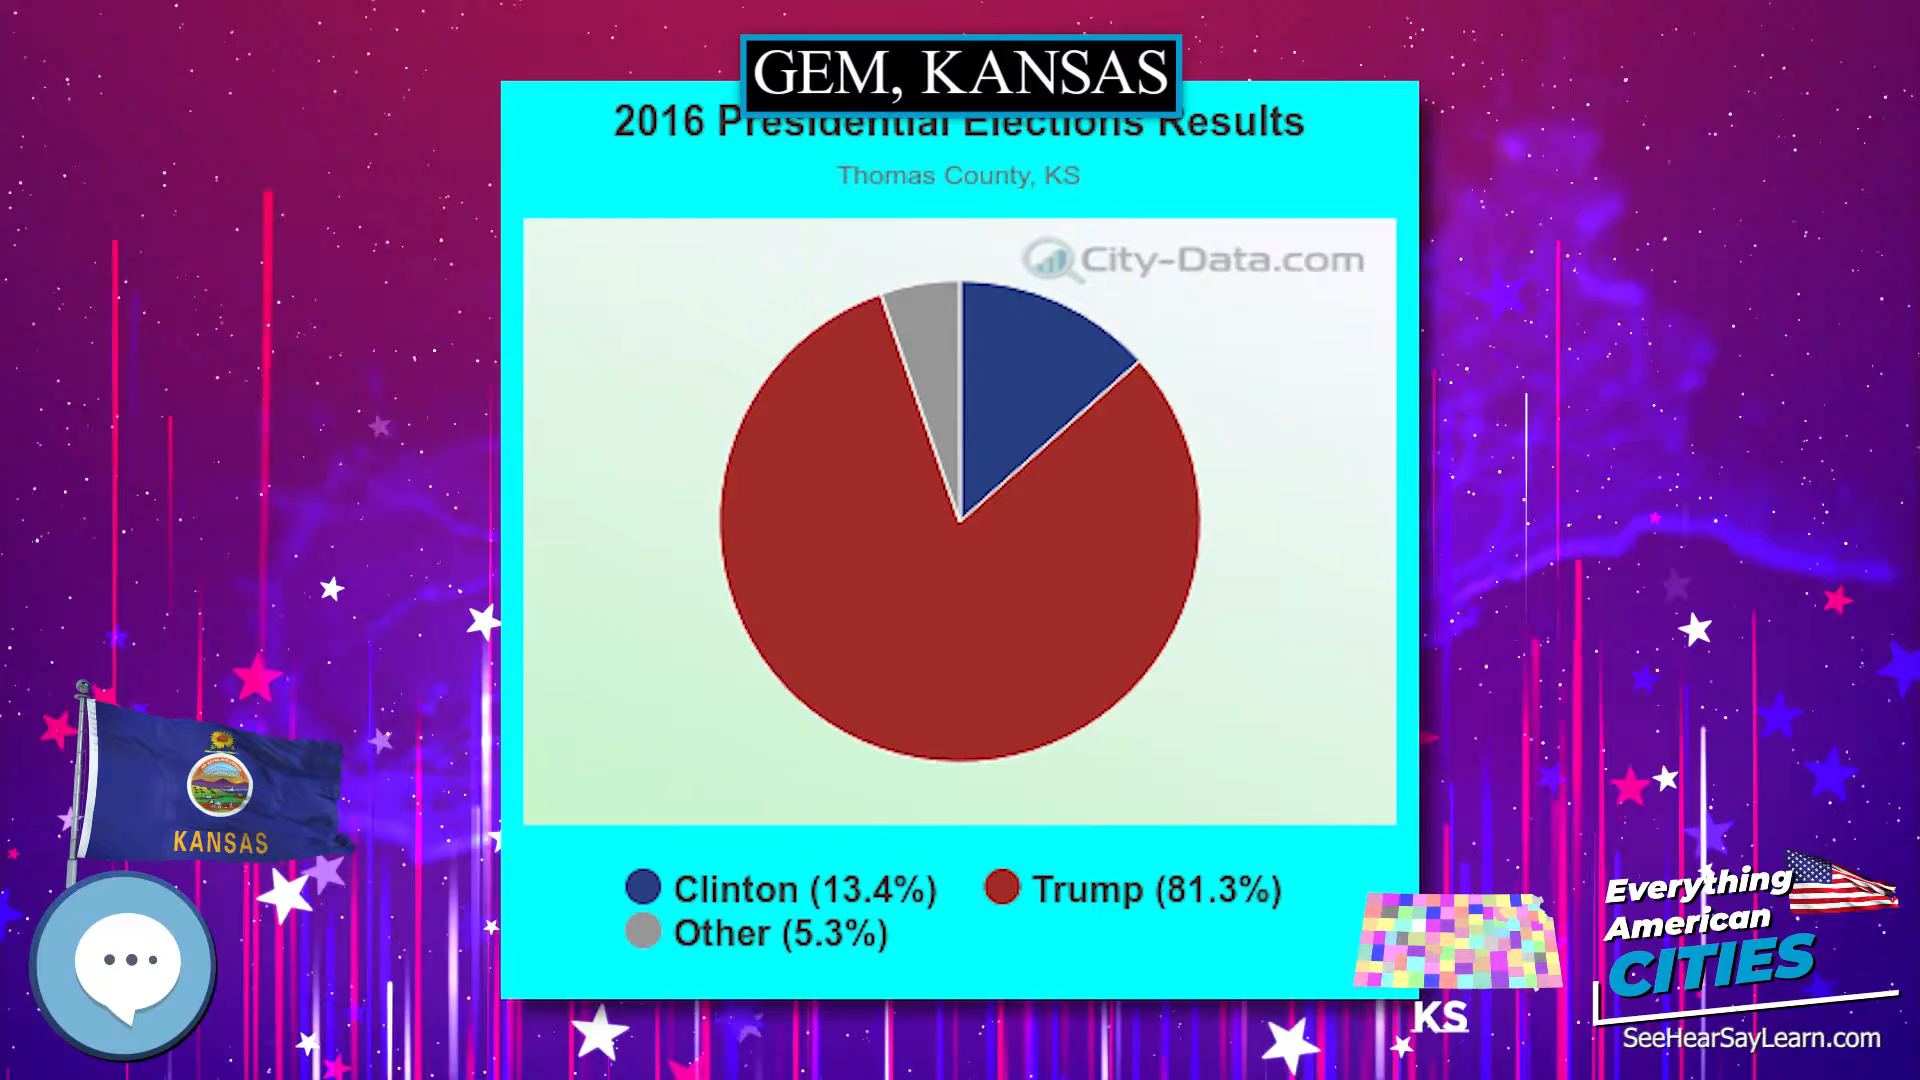 GEM, KANSAS
2016 Presidential Elections Results
Thomas County, KS
City-Data.com
Clinton (13.4%) Trump (81.3%)
Other (5.3%)
KANSAS
KS
Everything
American
CITIES
SeeHearSayLearn.com